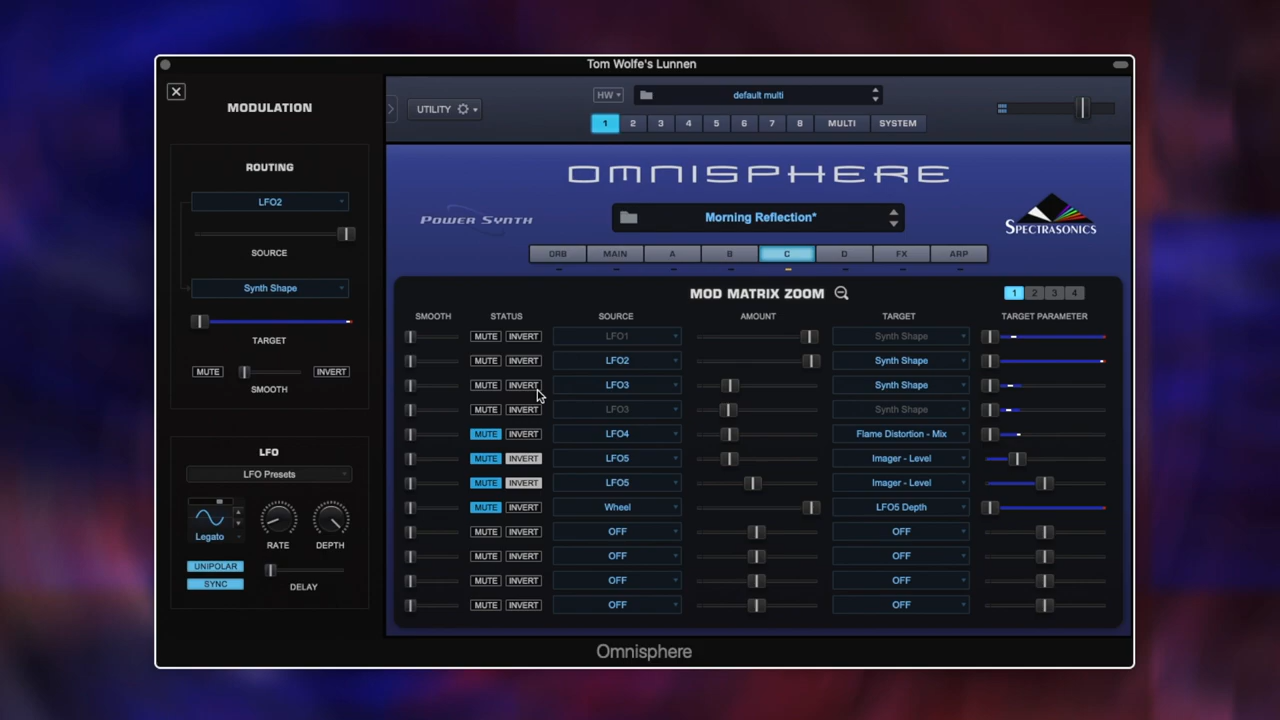 Tom Wolfe's Lunnen
MODULATION
ROUTING
LFO2
SOURCE
Synth Shape
TARGET
MUTE INVERT
SMOOTH
LFO
LFO Presets
Legato
RATE DEPTH
UNIPOLAR
SYNC
DELAY
UTILITY
HW default multi
1 2 3 4 5 6 7 8 MULTI SYSTEM
OMNISPHERE
POWER SYNTH Morning Reflection* SPECTRASONICS
ORB MAIN A B C D FX ARP
MOD MATRIX ZOOM 1 2 3 4
SMOOTH STATUS SOURCE AMOUNT TARGET TARGET PARAMETER
MUTE INVERT LFO1 Synth Shape
MUTE INVERT LFO2 Synth Shape
MUTE INVERT LFO3 Synth Shape
MUTE INVERT LFO3 Synth Shape
MUTE INVERT LFO4 Flame Distortion - Mix
MUTE INVERT LFO5 Imager - Level
MUTE INVERT LFO5 Imager - Level
MUTE INVERT Wheel LFO5 Depth
MUTE INVERT OFF OFF
MUTE INVERT OFF OFF
MUTE INVERT OFF OFF
MUTE INVERT OFF OFF
Omnisphere